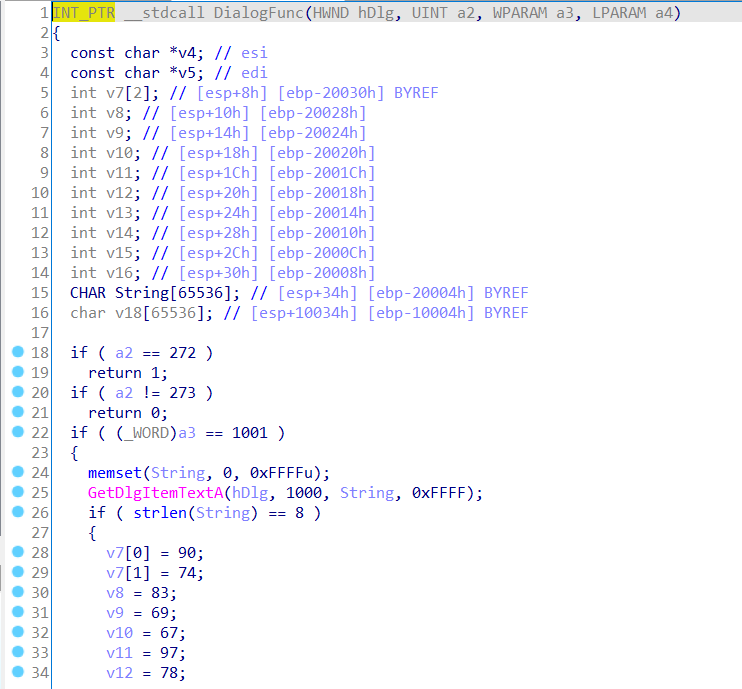 1 INT_PTR __stdcall DialogFunc(HWND hDlg, UINT a2, WPARAM a3, LPARAM a4)
2 {
3 const char *v4; // esi
4 const char *v5; // edi
5 int v7[2]; // [esp+8h] [ebp-20030h] BYREF
6 int v8; // [esp+10h] [ebp-20028h]
7 int v9; // [esp+14h] [ebp-20024h]
8 int v10; // [esp+18h] [ebp-20020h]
9 int v11; // [esp+1Ch] [ebp-2001Ch]
10 int v12; // [esp+20h] [ebp-20018h]
11 int v13; // [esp+24h] [ebp-20014h]
12 int v14; // [esp+28h] [ebp-20010h]
13 int v15; // [esp+2Ch] [ebp-2000Ch]
14 int v16; // [esp+30h] [ebp-20008h]
15 CHAR String[65536]; // [esp+34h] [ebp-20004h] BYREF
16 char v18[65536]; // [esp+10034h] [ebp-10004h] BYREF
17
18 if ( a2 == 272 )
19 return 1;
20 if ( a2 != 273 )
21 return 0;
22 if ( (_WORD)a3 == 1001 )
23 {
24 memset(String, 0, 0xFFFFu);
25 GetDlgItemTextA(hDlg, 1000, String, 0xFFFF);
26 if ( strlen(String) == 8 )
27 {
28 v7[0] = 90;
29 v7[1] = 74;
30 v8 = 83;
31 v9 = 69;
32 v10 = 67;
33 v11 = 97;
34 v12 = 78;